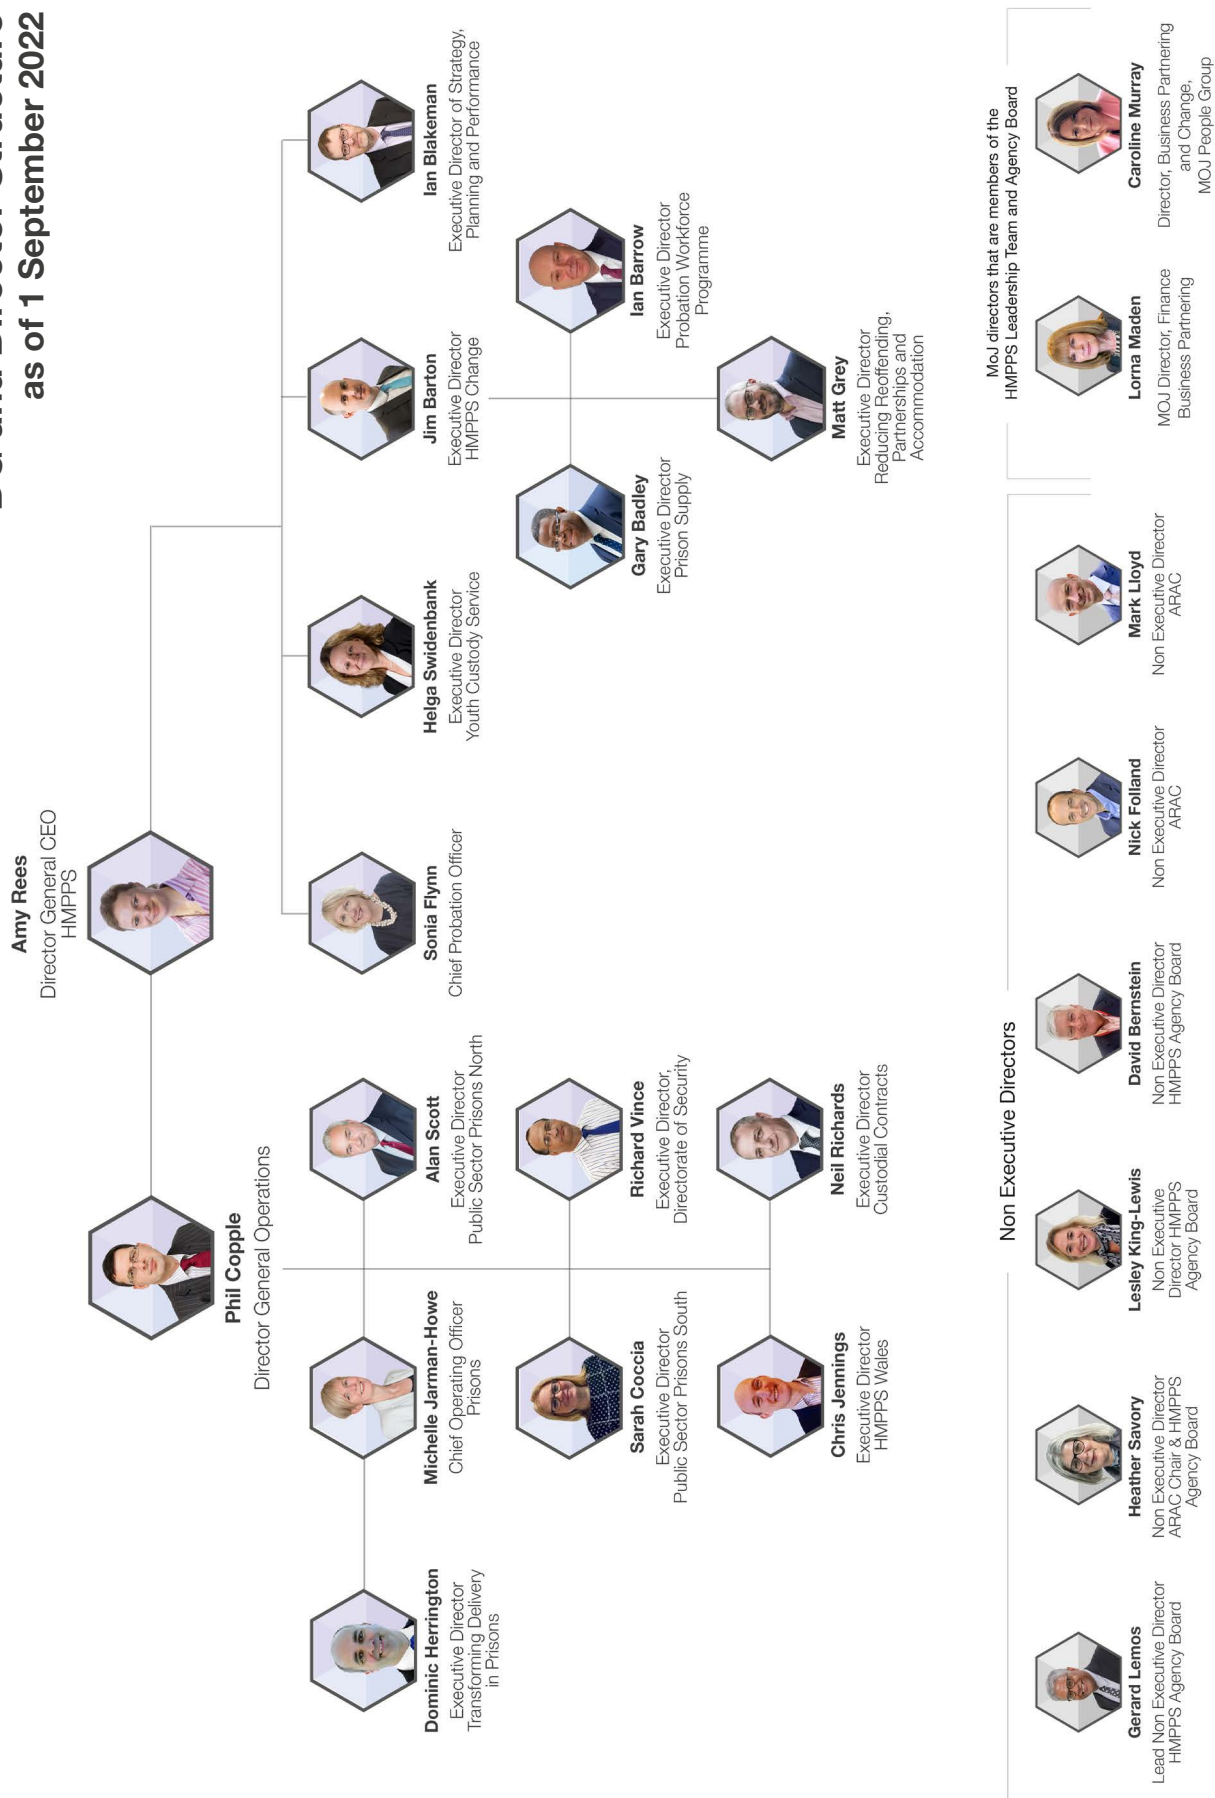 and Director Structure
as of 1 September 2022
Amy Rees
Director General CEO
HMPPS
Phil Copple
Director General Operations
Dominic Herrington
Executive Director
Transforming Delivery
in Prisons
Michelle Jarman-Howe
Chief Operating Officer
Prisons
Alan Scott
Executive Director
Public Sector Prisons North
Sonia Flynn
Chief Probation Officer
Helga Swidenbank
Executive Director
Youth Custody Service
Jim Barton
Executive Director
HMPPS Change
Ian Blakeman
Executive Director of Strategy,
Planning and Performance
Sarah Coccia
Executive Director
Public Sector Prisons South
Richard Vince
Executive Director,
Directorate of Security
Gary Badley
Executive Director
Prison Supply
Ian Barrow
Executive Director
Probation Workforce
Programme
Chris Jennings
Executive Director
HMPPS Wales
Neil Richards
Executive Director
Custodial Contracts
Matt Grey
Executive Director
Reducing Reoffending,
Partnerships and
Accommodation
Non Executive Directors
Gerard Lemos
Lead Non Executive Director
HMPPS Agency Board
Heather Savory
Non Executive Director
ARAC Chair & HMPPS
Agency Board
Lesley King-Lewis
Non Executive
Director HMPPS
Agency Board
David Bernstein
Non Executive Director
HMPPS Agency Board
Nick Folland
Non Executive Director
ARAC
Mark Lloyd
Non Executive Director
ARAC
MoJ directors that are members of the
HMPPS Leadership Team and Agency Board
Lorna Maden
MOJ Director, Finance
Business Partnering
Caroline Murray
Director, Business Partnering
and Change,
MOJ People Group